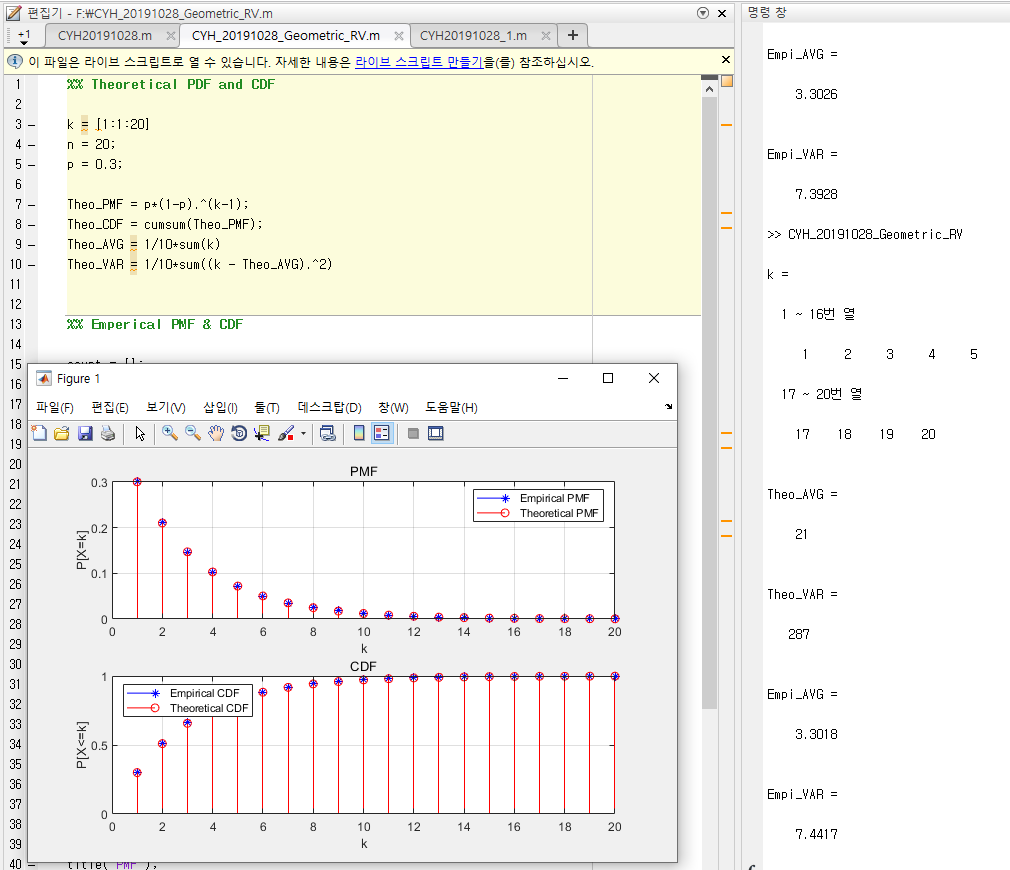 편집기 - F:₩CYH_20191028_Geometric_RV.m
+1 CYH20191028.m CYH_20191028_Geometric_RV.m CYH20191028_1.m +
이 파일은 라이브 스크립트로 열 수 있습니다. 자세한 내용은 라이브 스크립트 만들기을(를) 참조하십시오.
1 %% Theoretical PDF and CDF
2
3 k = [1:1:20]
4 n = 20;
5 p = 0.3;
6
7 Theo_PMF = p*(1-p).^(k-1);
8 Theo_CDF = cumsum(Theo_PMF);
9 Theo_AVG = 1/10*sum(k)
10 Theo_VAR = 1/10*sum((k - Theo_AVG).^2)
11
12
13 %% Emperical PMF & CDF
14
15 count = [];
16
17
18
19
20
21
22
23
24
25
26
27
28
29
30
31
32
33
34
35
36
37
38
39
40 title('PMF');
Figure 1
파일(F) 편집(E) 보기(V) 삽입(I) 툴(T) 데스크탑(D) 창(W) 도움말(H)
PMF
Empirical PMF
Theoretical PMF
P[X=k]
0.3
0.2
0.1
0
0 2 4 6 8 10 12 14 16 18 20
k
CDF
Empirical CDF
Theoretical CDF
P[X<=k]
1
0.5
0
0 2 4 6 8 10 12 14 16 18 20
k
명령 창
Empi_AVG =
3.3026
Empi_VAR =
7.3928
>> CYH_20191028_Geometric_RV
k =
1 ~ 16번 열
1 2 3 4 5
17 ~ 20번 열
17 18 19 20
Theo_AVG =
21
Theo_VAR =
287
Empi_AVG =
3.3018
Empi_VAR =
7.4417